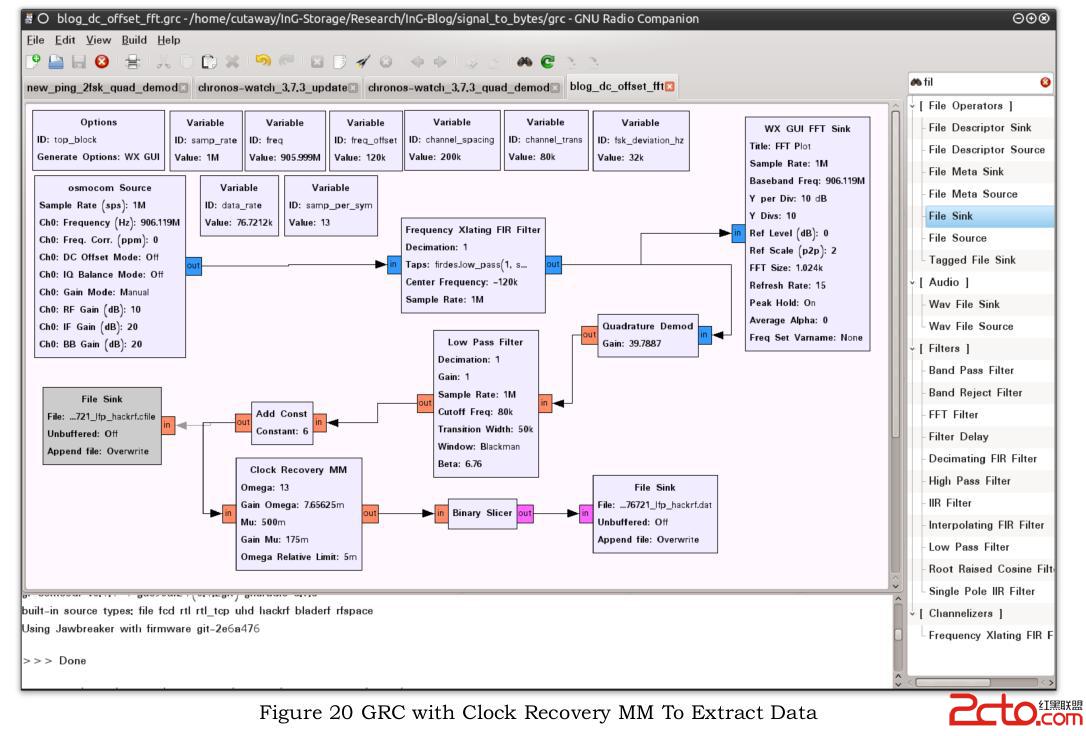 blog_dc_offset_fft.grc - /home/cutaway/InG-Storage/Research/InG-Blog/signal_to_bytes/grc - GNU Radio Companion
File Edit View Build Help
new_ping_2fsk_quad_demod
chronos-watch_3,7,3_update
chronos-watch_3,7,3_quad_demod
blog_dc_offset_fft
Options
ID: top_block
Generate Options: WX GUI
Variable
ID: samp_rate
Value: 1M
Variable
ID: freq
Value: 905.999M
Variable
ID: freq_offset
Value: 120k
Variable
ID: channel_spacing
Value: 200k
Variable
ID: channel_trans
Value: 80k
Variable
ID: fsk_deviation_hz
Value: 32k
WX GUI FFT Sink
Title: FFT Plot
Sample Rate: 1M
Baseband Freq: 906.119M
Y per Div: 10 dB
Y Divs: 10
Ref Level (dB): 0
Ref Scale (p2p): 2
FFT Size: 1.024k
Refresh Rate: 15
Peak Hold: On
Average Alpha: 0
Freq Set Varname: None
in
osmocom Source
Sample Rate (sps): 1M
Ch0: Frequency (Hz): 906.119M
Ch0: Freq. Corr. (ppm): 0
Ch0: DC Offset Mode: Off
Ch0: IQ Balance Mode: Off
Ch0: Gain Mode: Manual
Ch0: RF Gain (dB): 10
Ch0: IF Gain (dB): 20
Ch0: BB Gain (dB): 20
out
Variable
ID: data_rate
Value: 76.7212k
Variable
ID: samp_per_sym
Value: 13
Frequency Xlating FIR Filter
Decimation: 1
Taps: firdes.low_pass(1, s...
Center Frequency: -120k
Sample Rate: 1M
in
out
Quadrature Demod
Gain: 39.7887
out
in
Low Pass Filter
Decimation: 1
Gain: 1
Sample Rate: 1M
Cutoff Freq: 80k
Transition Width: 50k
Window: Blackman
Beta: 6.76
out
in
File Sink
File: ...721_lfp_hackrf.cfile
Unbuffered: Off
Append file: Overwrite
in
Add Const
Constant: 6
out
in
Clock Recovery MM
Omega: 13
Gain Omega: 7.65625m
Mu: 500m
Gain Mu: 175m
Omega Relative Limit: 5m
in
out
Binary Slicer
in
out
File Sink
File: ...76721_lfp_hackrf.dat
Unbuffered: Off
Append file: Overwrite
in
built-in source types: file fcd rtl rtl_tcp uhd hackrf bladerf rfspace
Using Jawbreaker with firmware git-2e6a476
>>> Done
fil
[ File Operators ]
File Descriptor Sink
File Descriptor Source
File Meta Sink
File Meta Source
File Sink
File Source
Tagged File Sink
[ Audio ]
Wav File Sink
Wav File Source
[ Filters ]
Band Pass Filter
Band Reject Filter
FFT Filter
Filter Delay
Decimating FIR Filter
High Pass Filter
IIR Filter
Interpolating FIR Filter
Low Pass Filter
Root Raised Cosine Filt
Single Pole IIR Filter
[ Channelizers ]
Frequency Xlating FIR F
Figure 20 GRC with Clock Recovery MM To Extract Data
2cto.com
红黑联盟